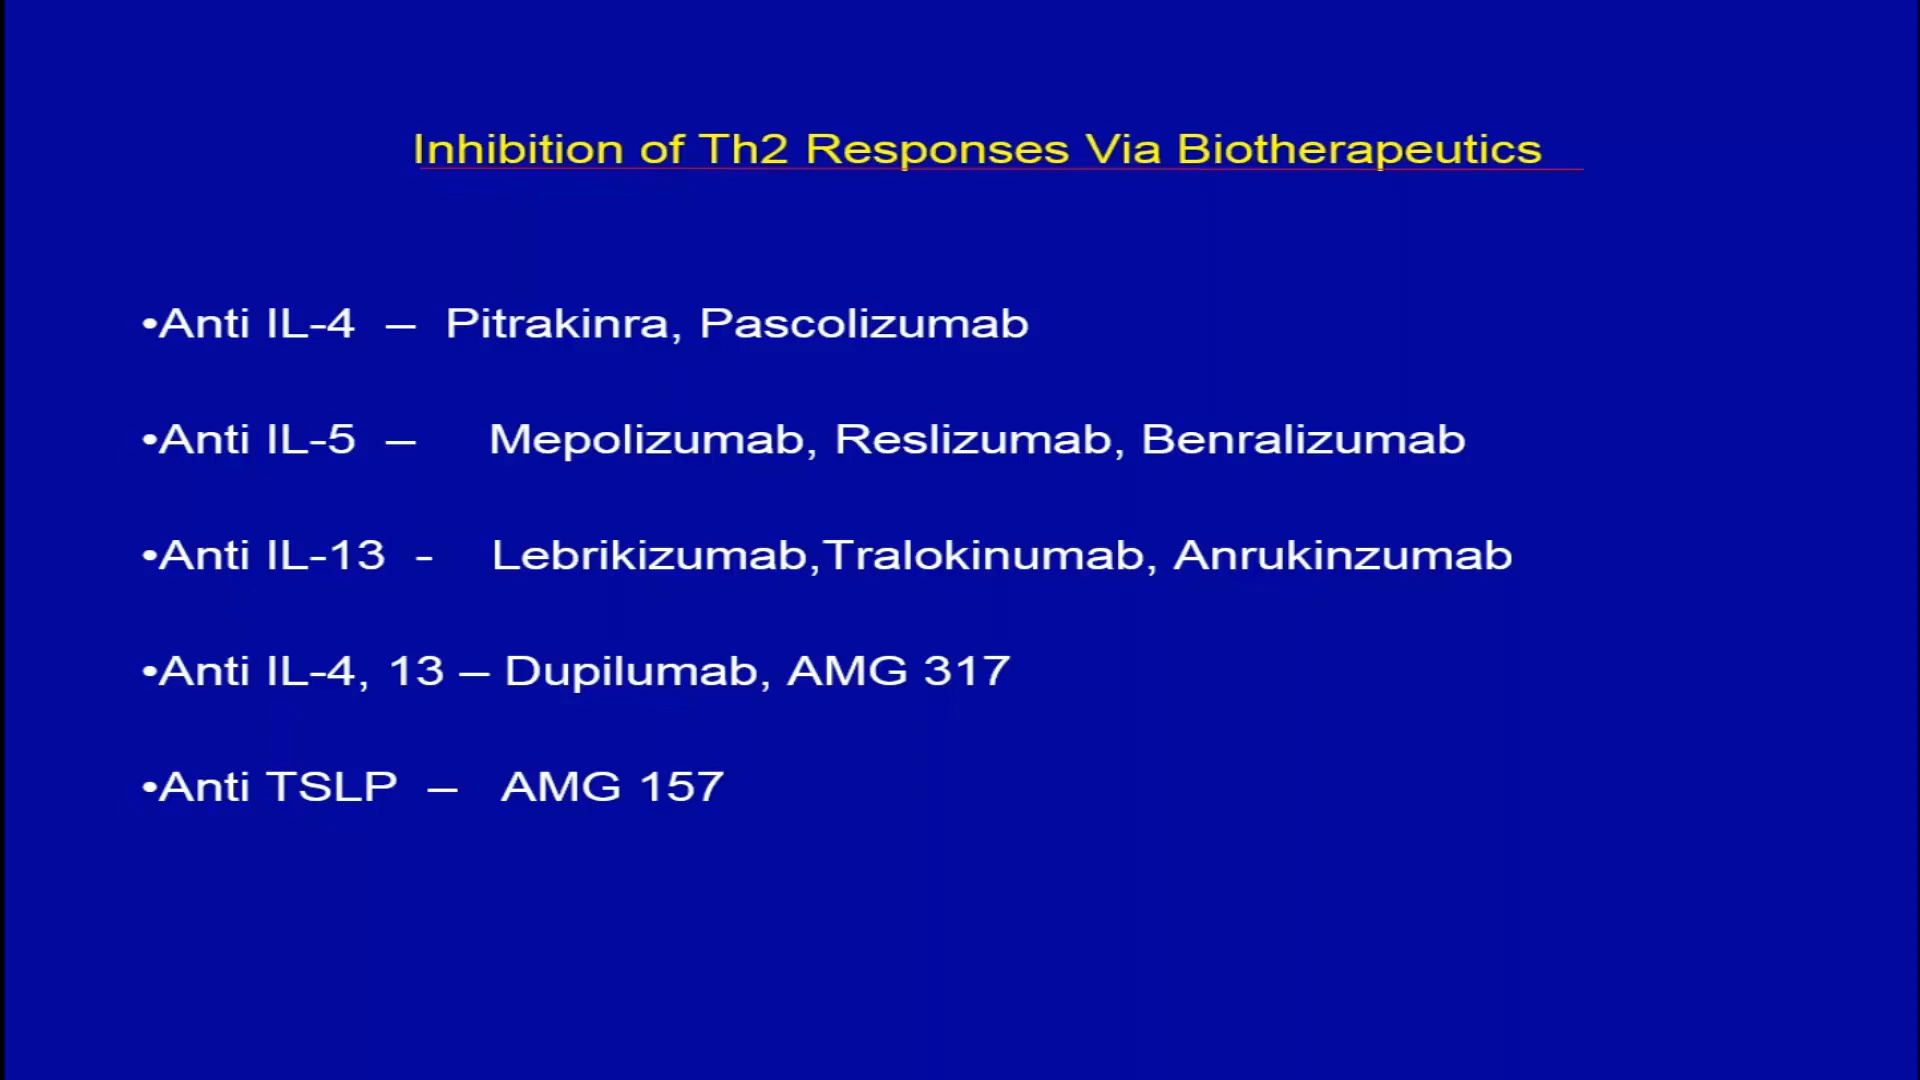 Inhibition of Th2 Responses Via Biotherapeutics
•Anti IL-4 – Pitrakinra, Pascolizumab
•Anti IL-5 – Mepolizumab, Reslizumab, Benralizumab
•Anti IL-13 - Lebrikizumab,Tralokinumab, Anrukinzumab
•Anti IL-4, 13 – Dupilumab, AMG 317
•Anti TSLP – AMG 157